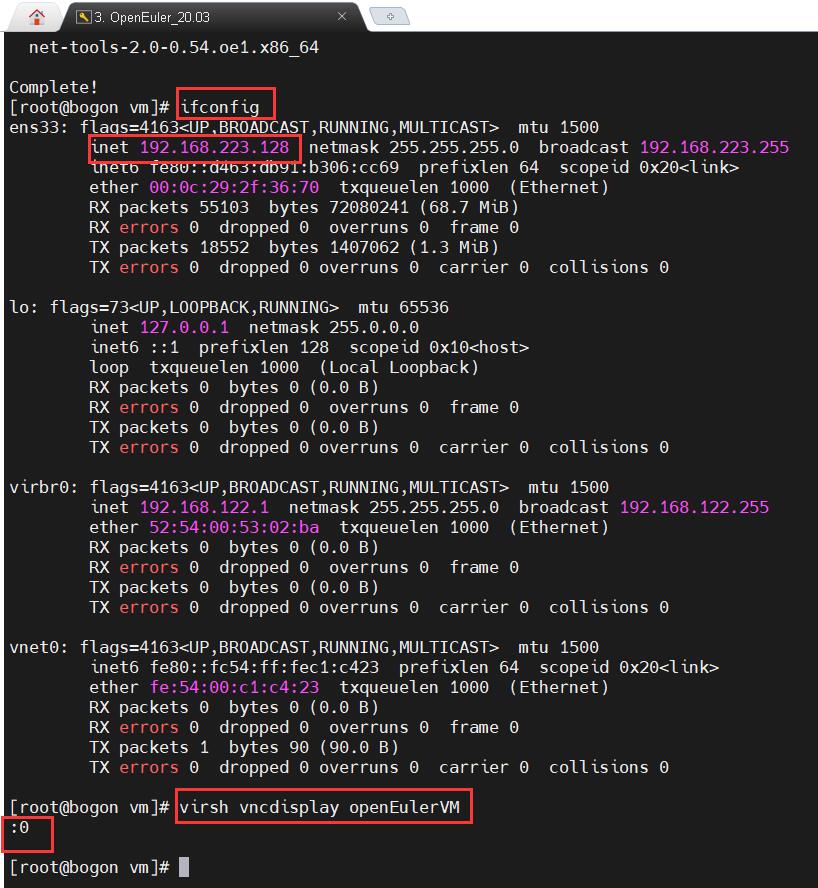 3. OpenEuler_20.03
net-tools-2.0-0.54.oe1.x86_64
Complete!
[root@bogon vm]# ifconfig
ens33: flags=4163<UP,BROADCAST,RUNNING,MULTICAST>  mtu 1500
inet 192.168.223.128  netmask 255.255.255.0  broadcast 192.168.223.255
inet6 fe80::d463:db91:b306:cc69  prefixlen 64  scopeid 0x20<link>
ether 00:0c:29:2f:36:70  txqueuelen 1000  (Ethernet)
RX packets 55103  bytes 72080241 (68.7 MiB)
RX errors 0  dropped 0  overruns 0  frame 0
TX packets 18552  bytes 1407062 (1.3 MiB)
TX errors 0  dropped 0 overruns 0  carrier 0  collisions 0
lo: flags=73<UP,LOOPBACK,RUNNING>  mtu 65536
inet 127.0.0.1  netmask 255.0.0.0
inet6 ::1  prefixlen 128  scopeid 0x10<host>
loop  txqueuelen 1000  (Local Loopback)
RX packets 0  bytes 0 (0.0 B)
RX errors 0  dropped 0  overruns 0  frame 0
TX packets 0  bytes 0 (0.0 B)
TX errors 0  dropped 0 overruns 0  carrier 0  collisions 0
virbr0: flags=4163<UP,BROADCAST,RUNNING,MULTICAST>  mtu 1500
inet 192.168.122.1  netmask 255.255.255.0  broadcast 192.168.122.255
ether 52:54:00:53:02:ba  txqueuelen 1000  (Ethernet)
RX packets 0  bytes 0 (0.0 B)
RX errors 0  dropped 0  overruns 0  frame 0
TX packets 0  bytes 0 (0.0 B)
TX errors 0  dropped 0 overruns 0  carrier 0  collisions 0
vnet0: flags=4163<UP,BROADCAST,RUNNING,MULTICAST>  mtu 1500
inet6 fe80::fc54:ff:fec1:c423  prefixlen 64  scopeid 0x20<link>
ether fe:54:00:c1:c4:23  txqueuelen 1000  (Ethernet)
RX packets 0  bytes 0 (0.0 B)
RX errors 0  dropped 0  overruns 0  frame 0
TX packets 1  bytes 90 (90.0 B)
TX errors 0  dropped 0 overruns 0  carrier 0  collisions 0
[root@bogon vm]# virsh vncdisplay openEulerVM
:0
[root@bogon vm]#